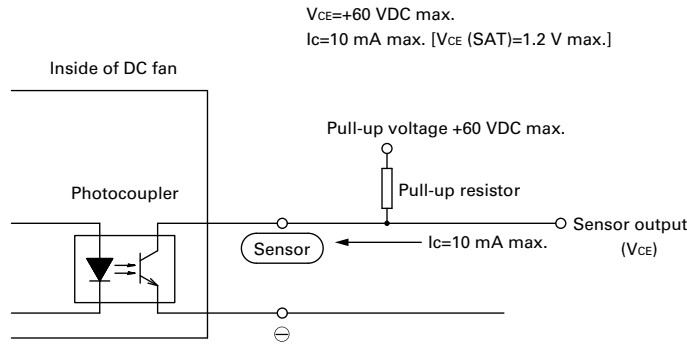 VCE=+60 VDC max.
Ic=10 mA max. [VCE (SAT)=1.2 V max.]
Inside of DC fan
Pull-up voltage +60 VDC max.
Photocoupler
Pull-up resistor
Sensor
Ic=10 mA max.
Sensor output
(VCE)
⊖